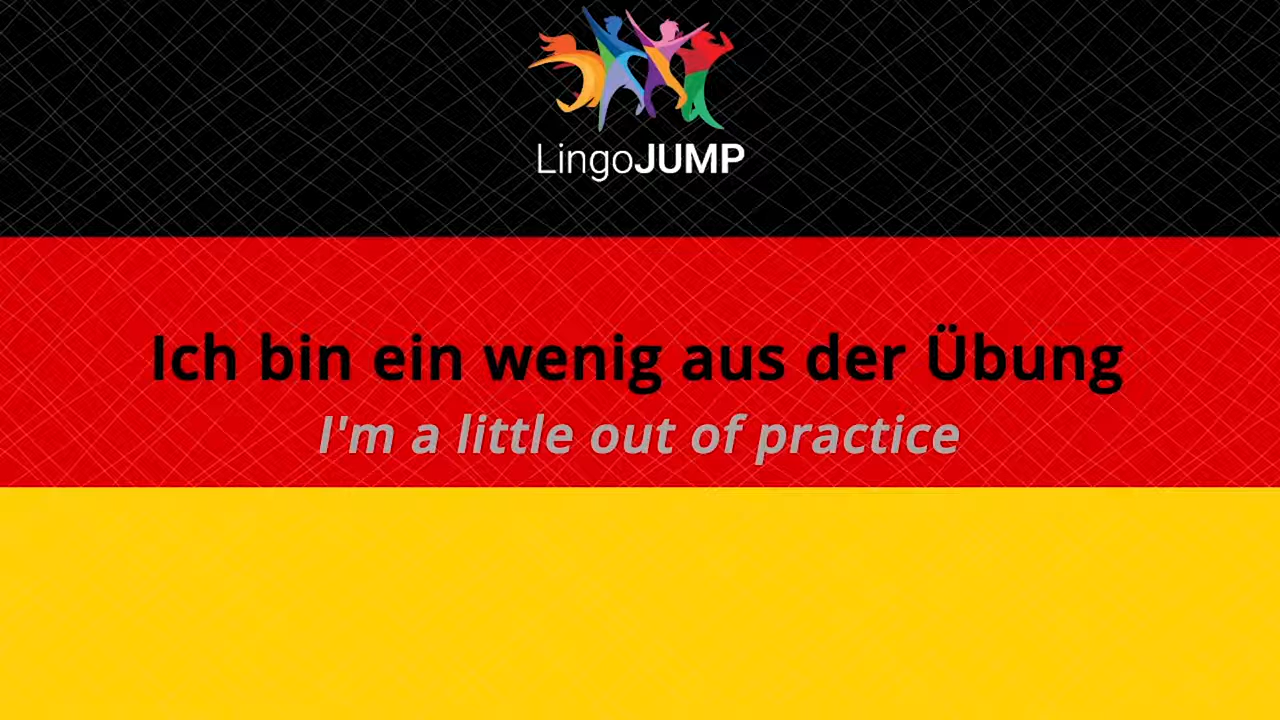 LingoJUMP
Ich bin ein wenig aus der Übung
I'm a little out of practice